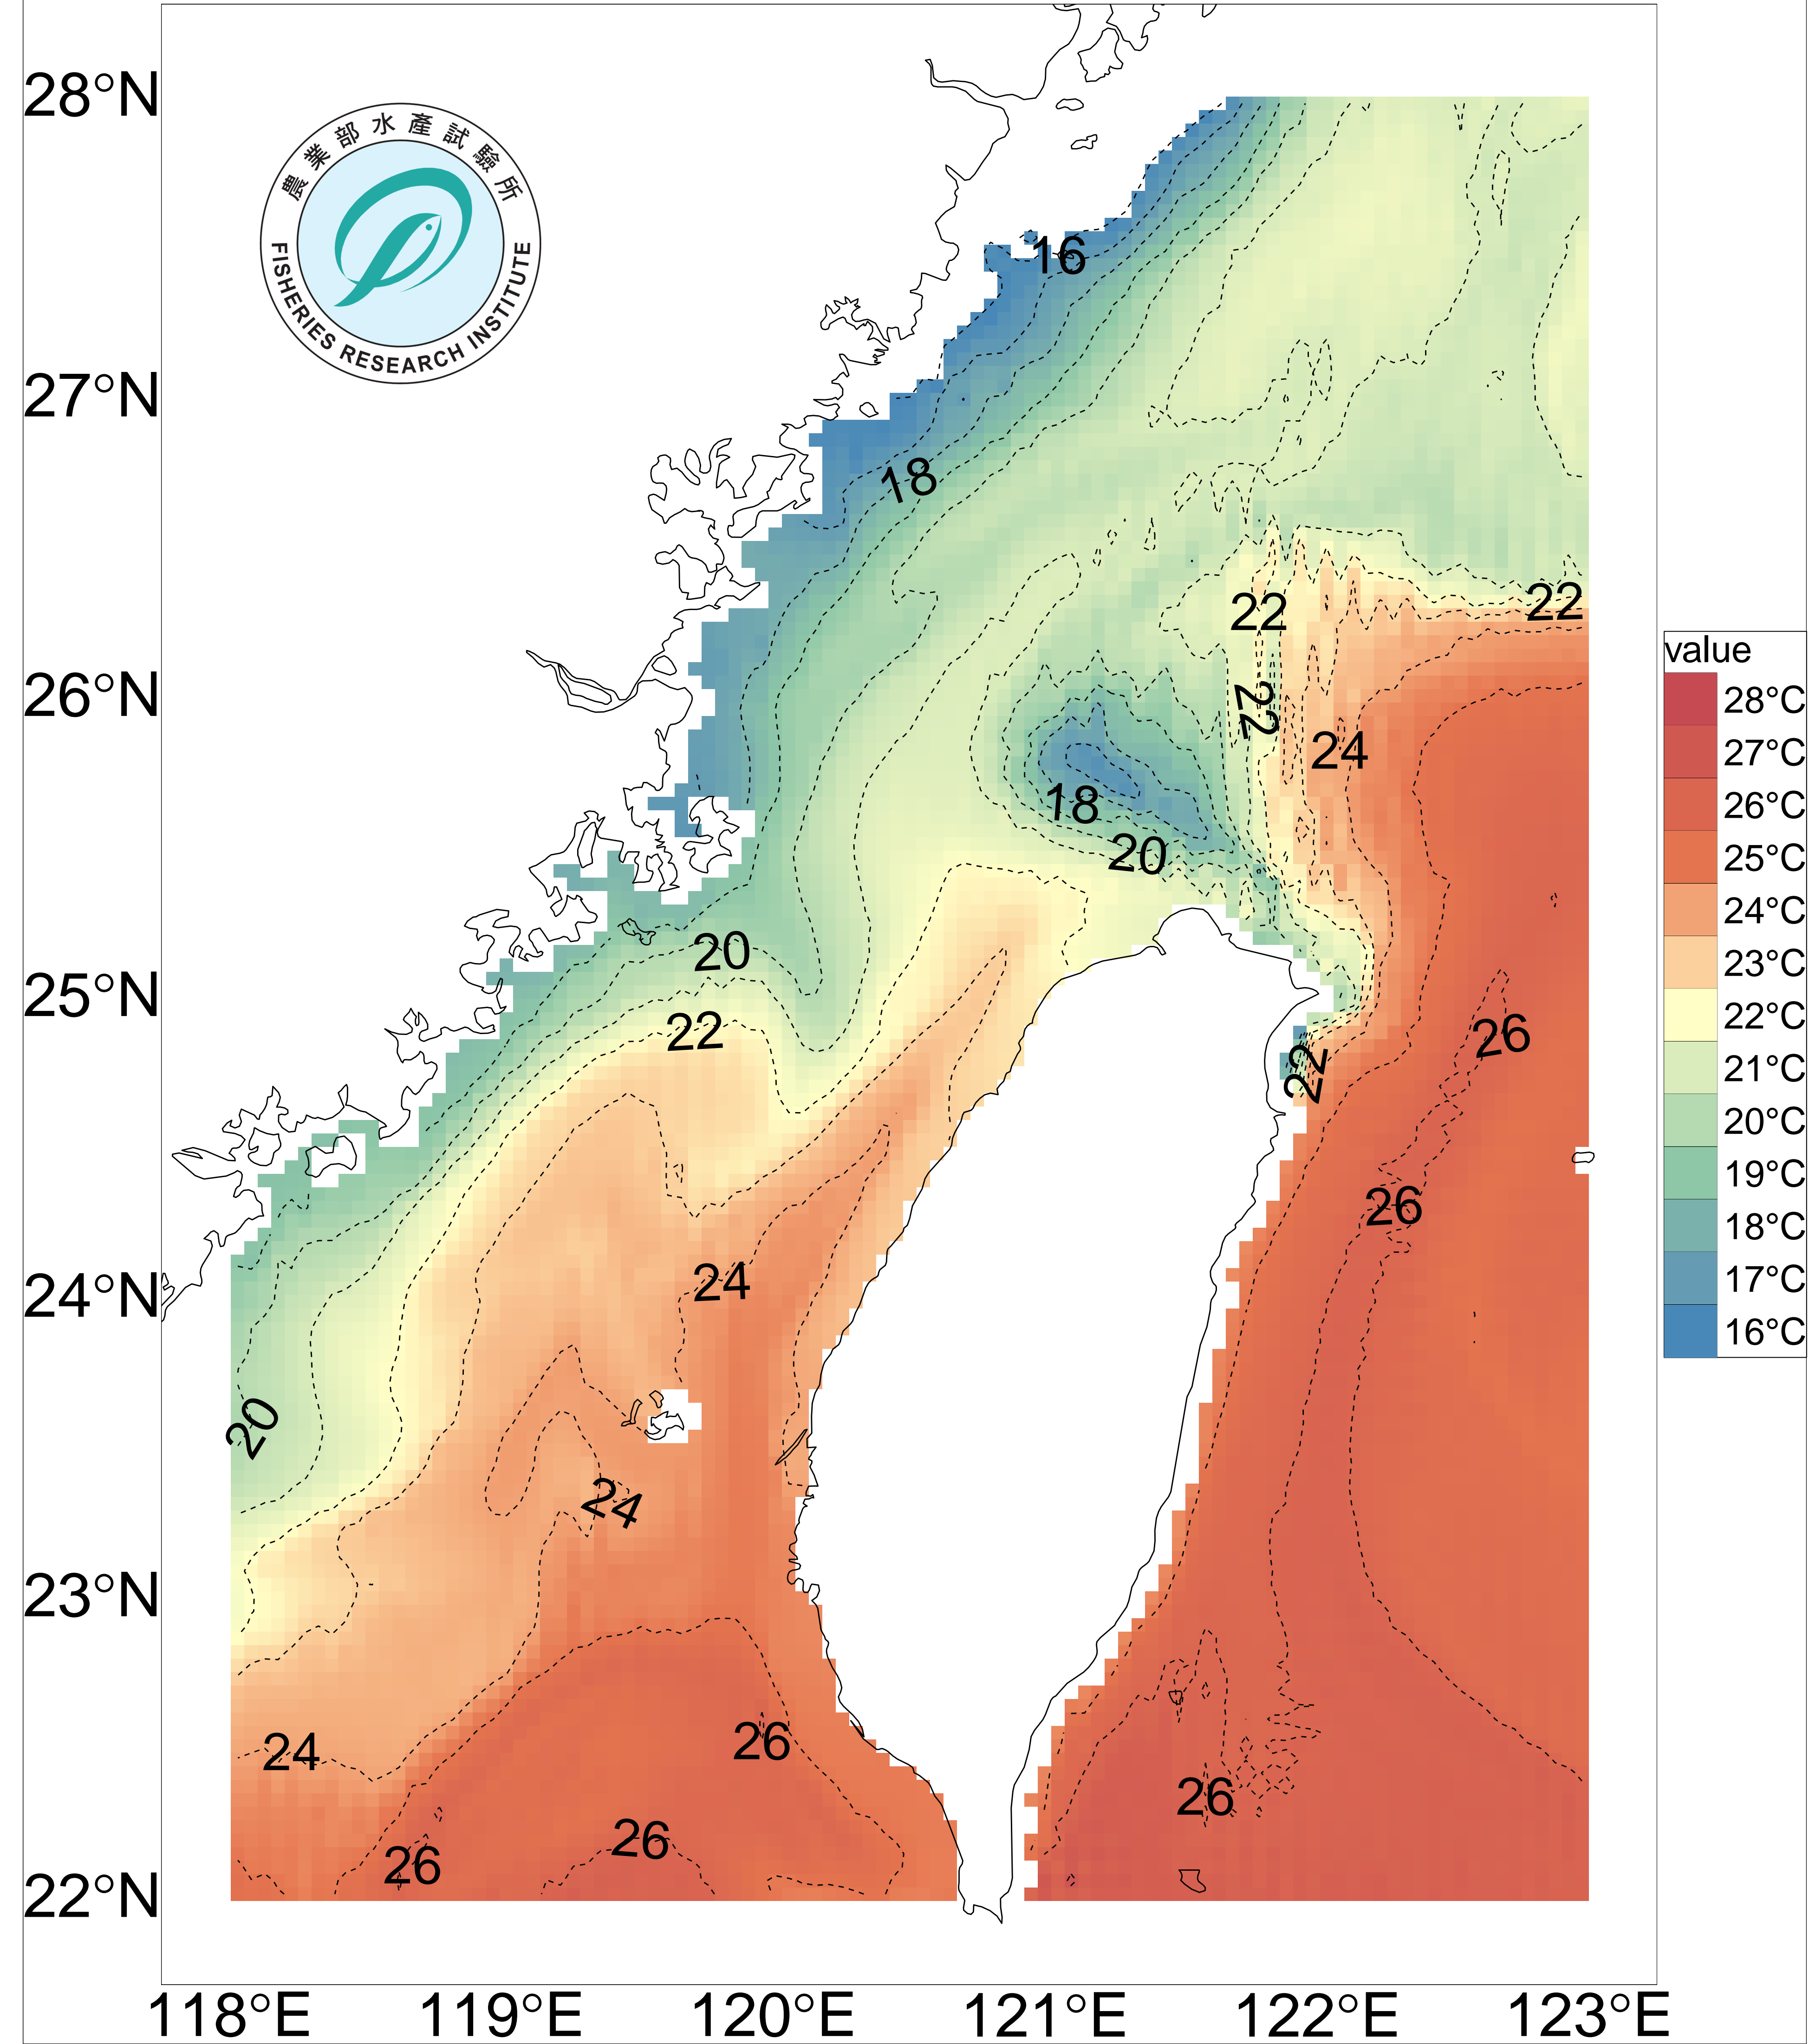 28°N
27°N
26°N
25°N
24°N
23°N
22°N
農業部水產試驗所
FISHERIES RESEARCH INSTITUTE
16
18
22
22
22
24
18
20
20
22
26
22
26
24
20
24
24
26
26
26
26
value
28°C
27°C
26°C
25°C
24°C
23°C
22°C
21°C
20°C
19°C
18°C
17°C
16°C
118°E 119°E 120°E 121°E 122°E 123°E